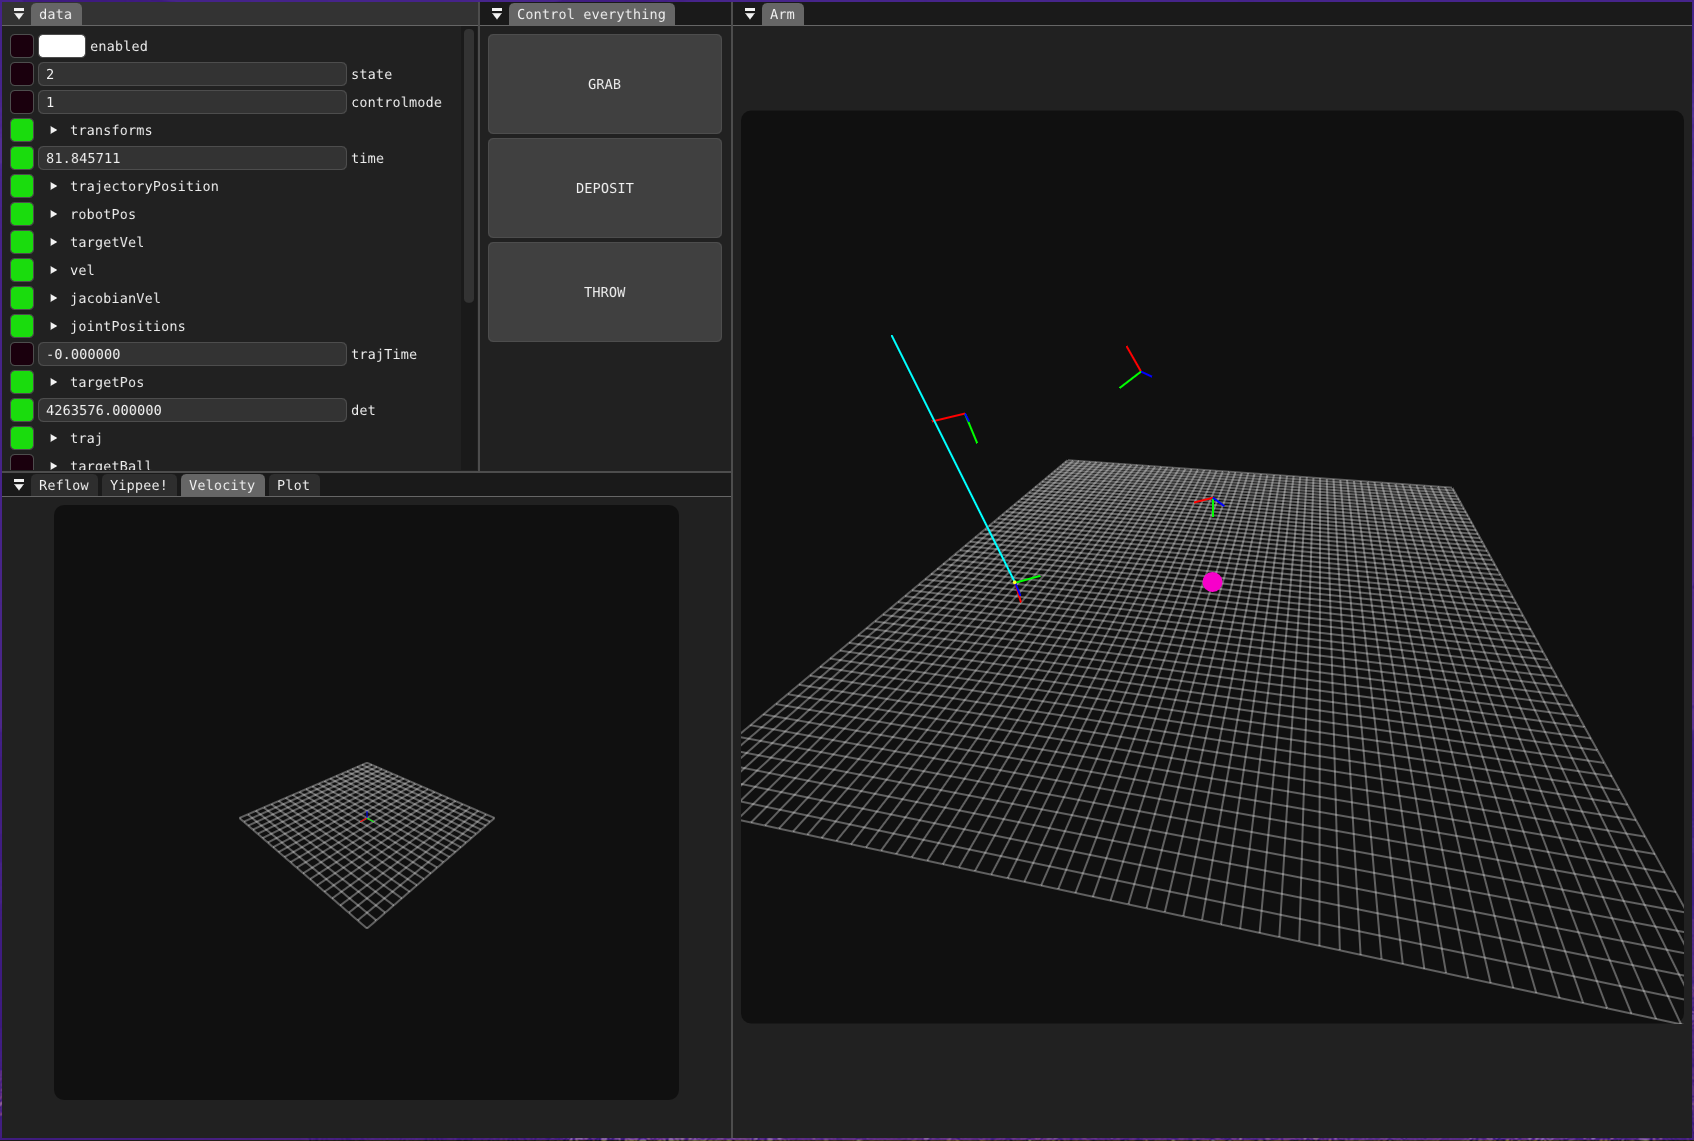 data
enabled
2 state
1 controlmode
transforms
81.845711 time
trajectoryPosition
robotPos
targetVel
vel
jacobianVel
jointPositions
-0.000000 trajTime
targetPos
4263576.000000 det
traj
targetBall
Control everything
GRAB
DEPOSIT
THROW
Reflow Yippee! Velocity Plot
Arm